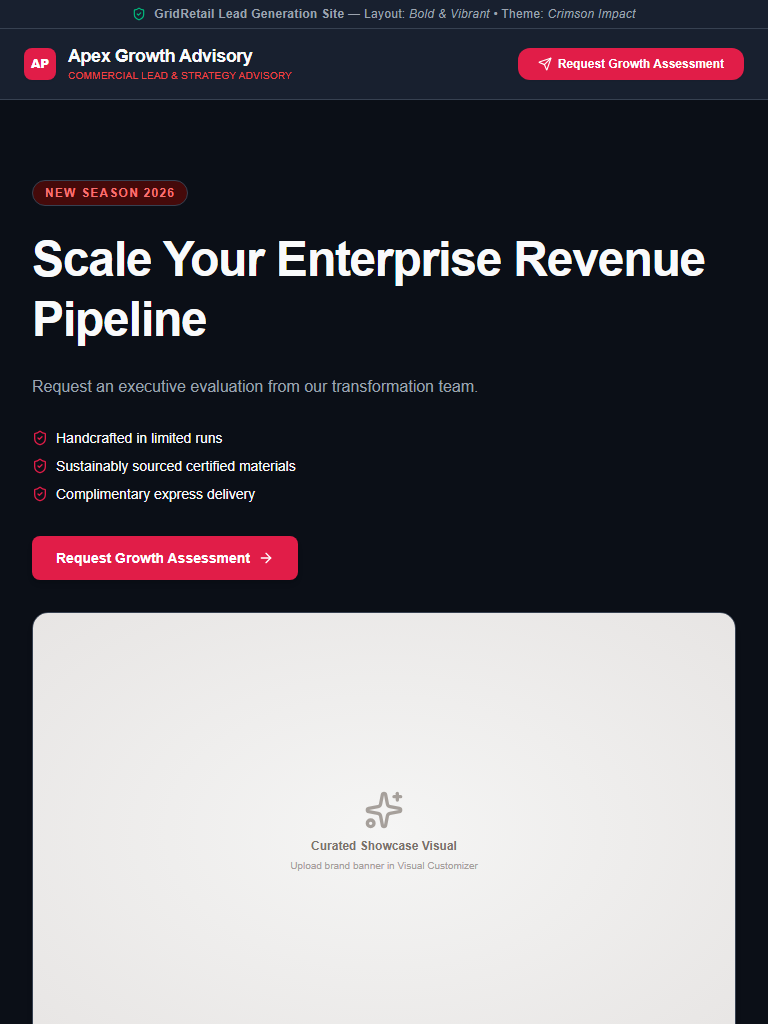 GridRetail Lead Generation Site — Layout: Bold & Vibrant • Theme: Crimson Impact
AP
Apex Growth Advisory
COMMERCIAL LEAD & STRATEGY ADVISORY
Request Growth Assessment
NEW SEASON 2026
Scale Your Enterprise Revenue
Pipeline
Request an executive evaluation from our transformation team.
Handcrafted in limited runs
Sustainably sourced certified materials
Complimentary express delivery
Request Growth Assessment
Curated Showcase Visual
Upload brand banner in Visual Customizer